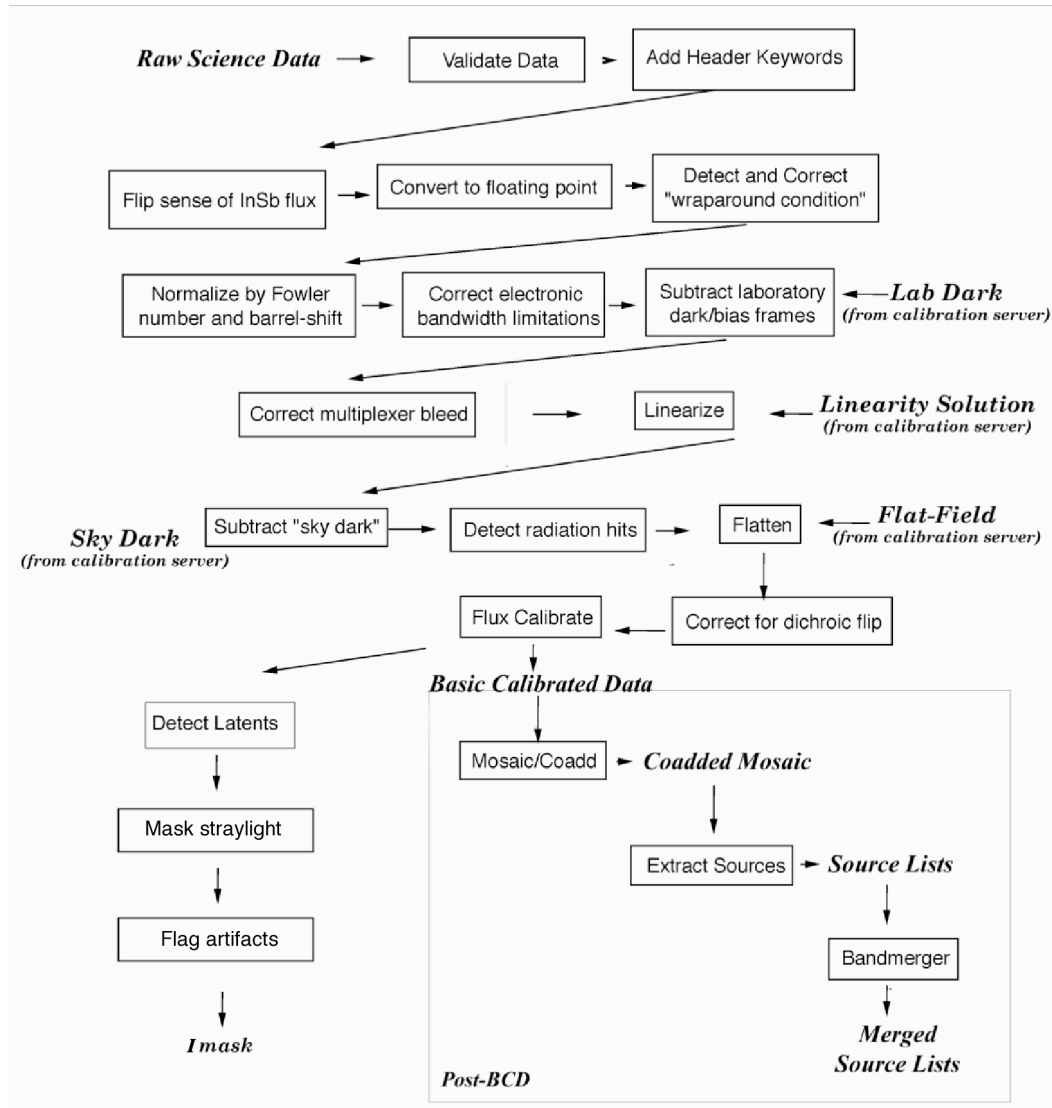 Raw Science Data
Validate Data
Add Header Keywords
Flip sense of InSb flux
Convert to floating point
Detect and Correct
"wraparound condition"
Normalize by Fowler
number and barrel-shift
Correct electronic
bandwidth limitations
Subtract laboratory
dark/bias frames
Lab Dark
(from calibration server)
Correct multiplexer bleed
Linearize
Linearity Solution
(from calibration server)
Sky Dark
(from calibration server)
Subtract "sky dark"
Detect radiation hits
Flatten
Flat-Field
(from calibration server)
Flux Calibrate
Correct for dichroic flip
Basic Calibrated Data
Detect Latents
Mosaic/Coadd
Coadded Mosaic
Mask straylight
Extract Sources
Source Lists
Flag artifacts
Bandmerger
Imask
Merged
Source Lists
Post-BCD